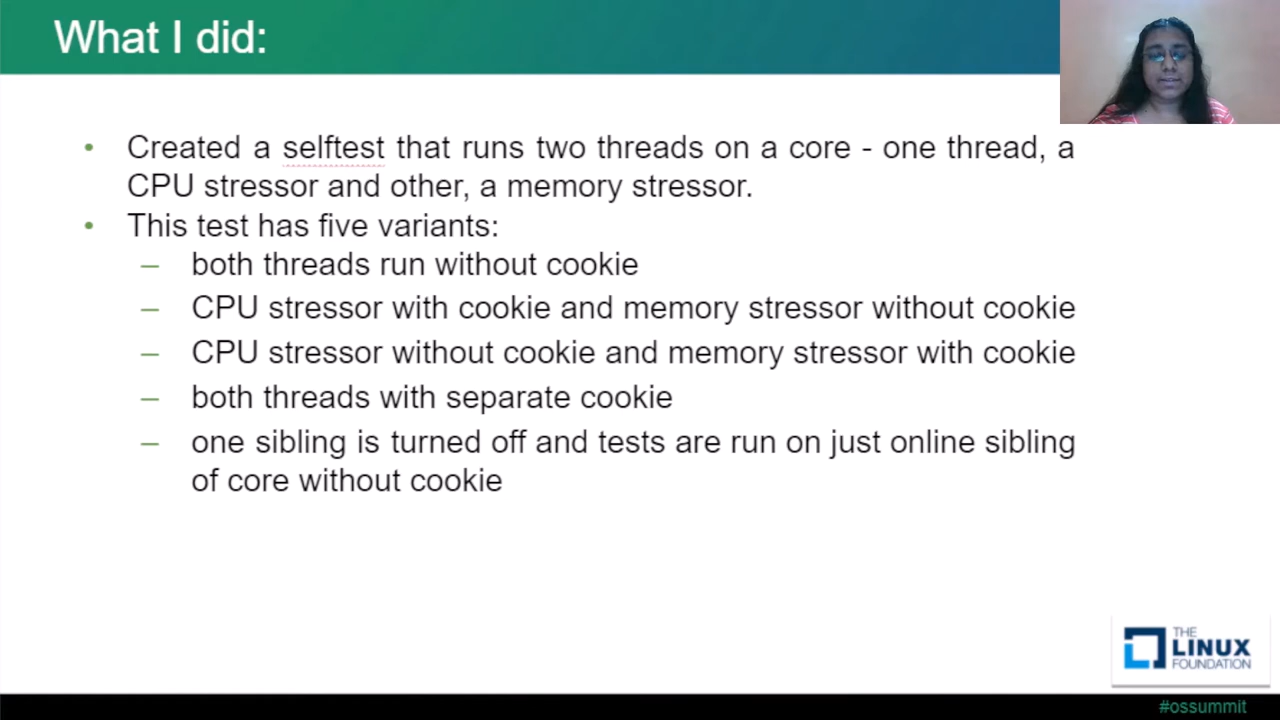 What I did:
• Created a selftest that runs two threads on a core - one thread, a
CPU stressor and other, a memory stressor.
• This test has five variants:
– both threads run without cookie
– CPU stressor with cookie and memory stressor without cookie
– CPU stressor without cookie and memory stressor with cookie
– both threads with separate cookie
– one sibling is turned off and tests are run on just online sibling
of core without cookie
THE
LINUX
FOUNDATION
#ossummit